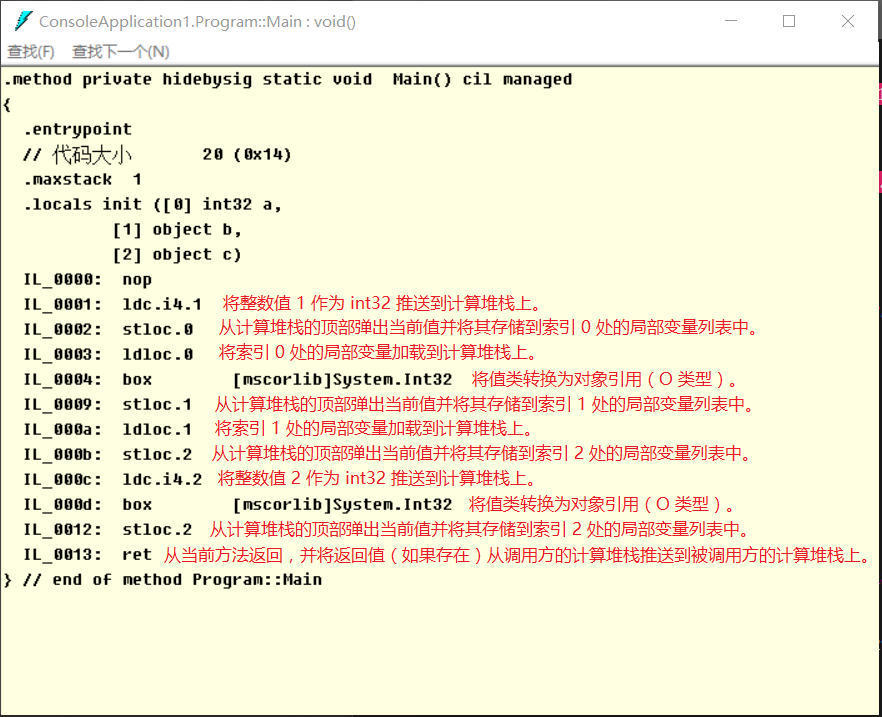 ConsoleApplication1.Program::Main : void()
查找(F) 查找下一个(N)
.method private hidebysig static void  Main() cil managed
{
  .entrypoint
  // 代码大小       20 (0x14)
  .maxstack  1
  .locals init ([0] int32 a,
           [1] object b,
           [2] object c)
  IL_0000:  nop
  IL_0001:  ldc.i4.1  将整数值 1 作为 int32 推送到计算堆栈上。
  IL_0002:  stloc.0  从计算堆栈的顶部弹出当前值并将其存储到索引 0 处的局部变量列表中。
  IL_0003:  ldloc.0  将索引 0 处的局部变量加载到计算堆栈上。
  IL_0004:  box        [mscorlib]System.Int32  将值类转换为对象引用（O 类型）。
  IL_0009:  stloc.1  从计算堆栈的顶部弹出当前值并将其存储到索引 1 处的局部变量列表中。
  IL_000a:  ldloc.1  将索引 1 处的局部变量加载到计算堆栈上。
  IL_000b:  stloc.2  从计算堆栈的顶部弹出当前值并将其存储到索引 2 处的局部变量列表中。
  IL_000c:  ldc.i4.2  将整数值 2 作为 int32 推送到计算堆栈上。
  IL_000d:  box        [mscorlib]System.Int32  将值类转换为对象引用（O 类型）。
  IL_0012:  stloc.2  从计算堆栈的顶部弹出当前值并将其存储到索引 2 处的局部变量列表中。
  IL_0013:  ret  从当前方法返回，并将返回值（如果存在）从调用方的计算堆栈推送到被调用方的计算堆栈上。
} // end of method Program::Main